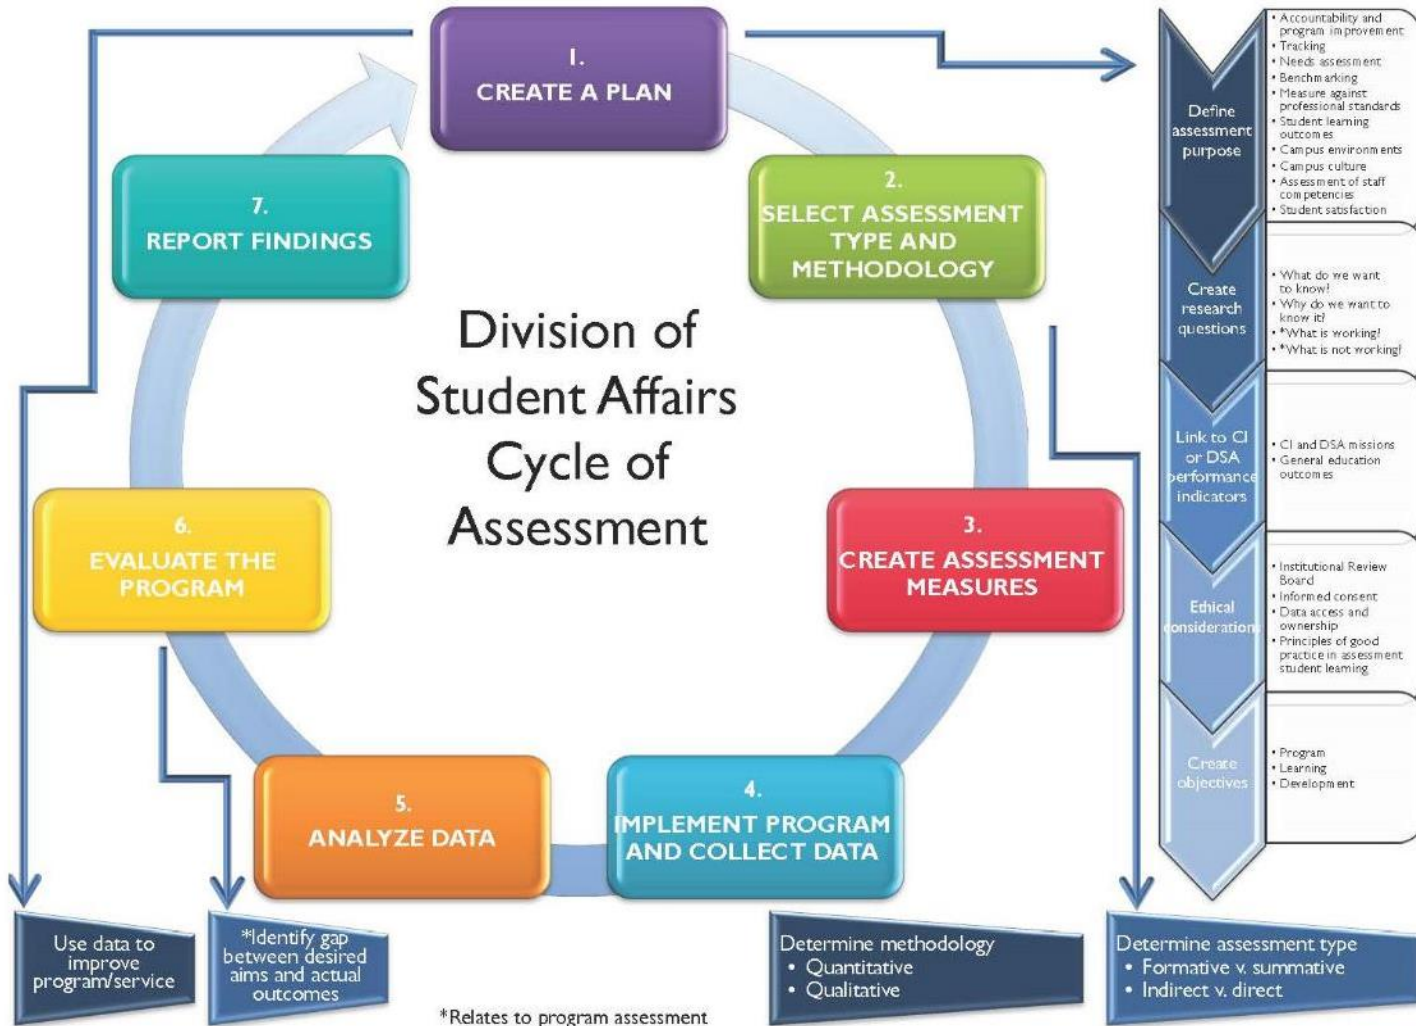 1.
CREATE A PLAN
2.
SELECT ASSESSMENT
TYPE AND
METHODOLOGY
3.
CREATE ASSESSMENT
MEASURES
4.
IMPLEMENT PROGRAM
AND COLLECT DATA
5.
ANALYZE DATA
6.
EVALUATE THE
PROGRAM
7.
REPORT FINDINGS
Division of
Student Affairs
Cycle of
Assessment
Define
assessment
purpose
• Accountability and
program improvement
• Tracking
• Needs assessment
• Benchmarking
• Measure against
professional standards
• Student learning
outcomes
• Campus environments
• Campus culture
• Assessment of staff
competencies
• Student satisfaction
Create
research
questions
• What do we want
to know?
• Why do we want to
know it?
• *What is working?
• *What is not working?
Link to CI
or DSA
performance
indicators
• CI and DSA missions
• General education
outcomes
Ethical
considerations
• Institutional Review
Board
• Informed consent
• Data access and
ownership
• Principles of good
practice in assessment
student learning
Create
objectives
• Program
• Learning
• Development
Use data to
improve
program/service
*Identify gap
between desired
aims and actual
outcomes
Determine methodology
• Quantitative
• Qualitative
Determine assessment type
• Formative v. summative
• Indirect v. direct
*Relates to program assessment